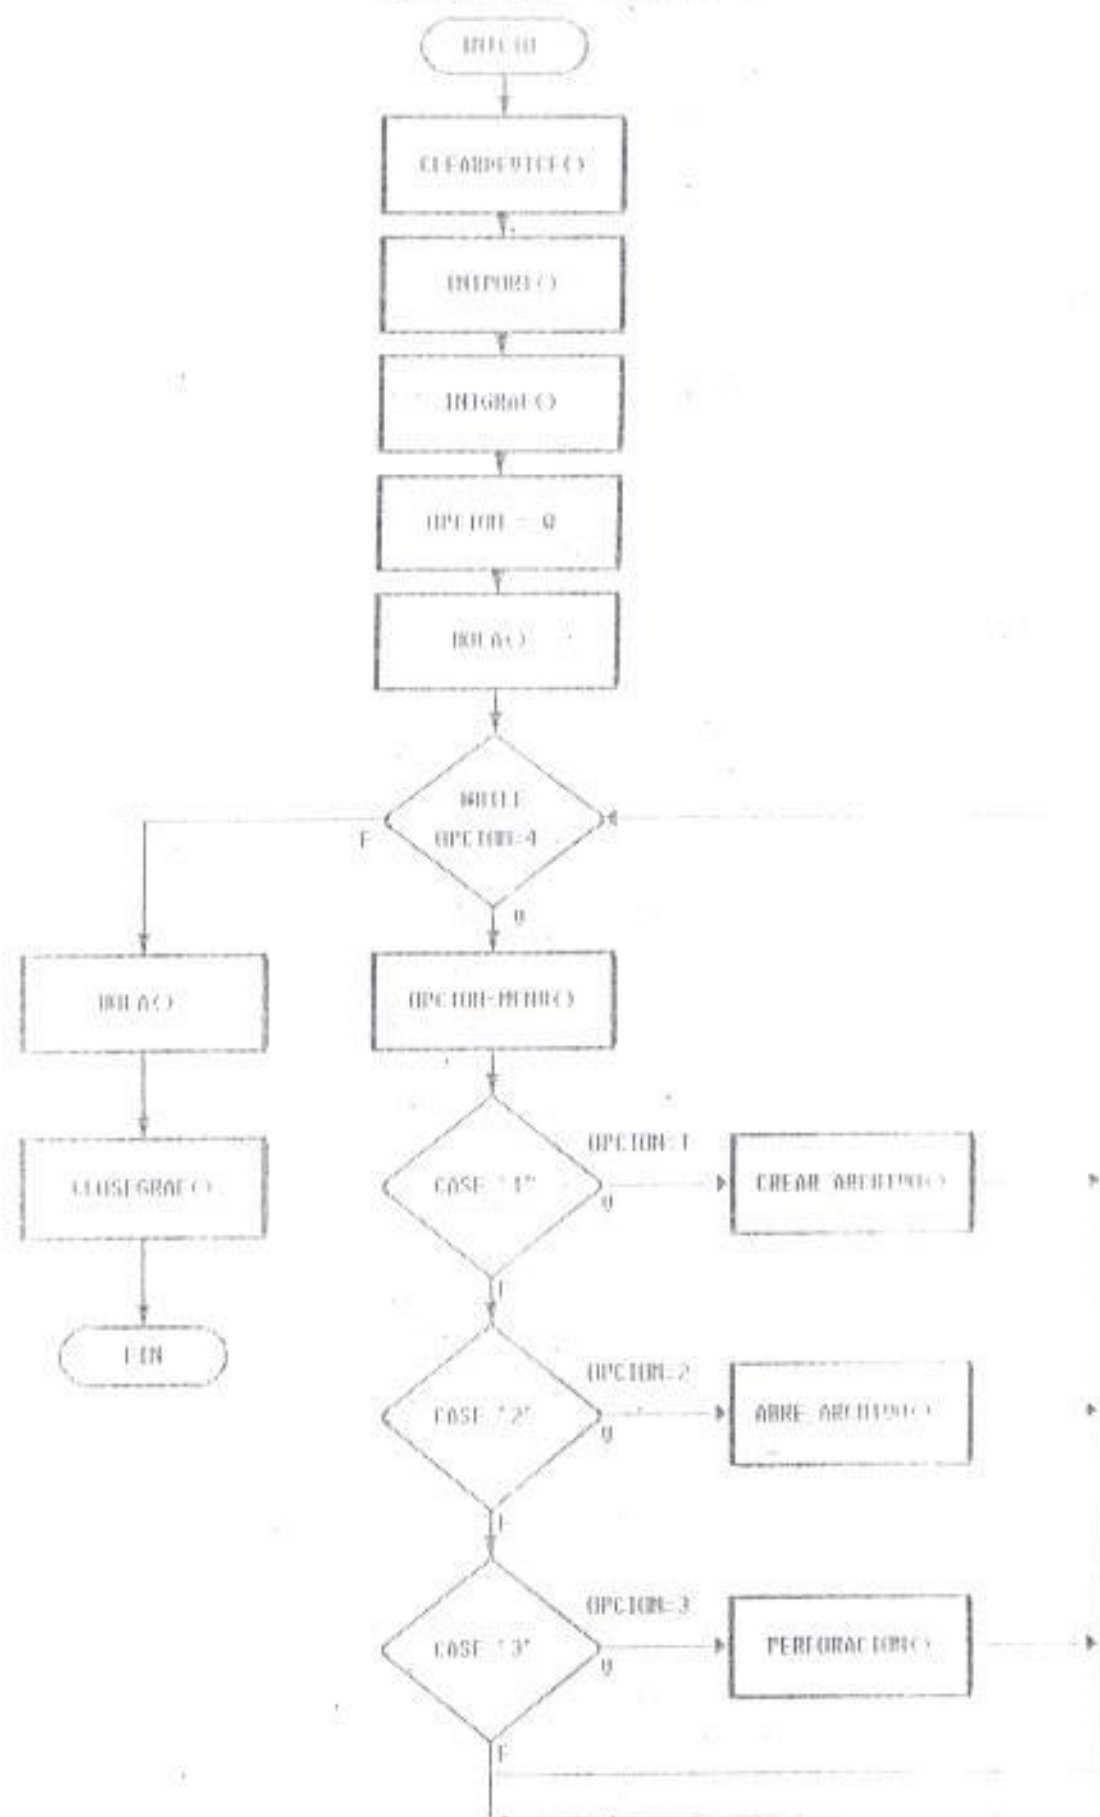 INICIO
CLEARDEVICE()
INIPORT()
INIGRAF()
OPCION = 0
HOLA()
WHILE
OPCION=4
F
V
HOLA()
OPCION-MENU()
CLOSEGRAF()
FIN
CASE "1"
OPCION=1
V
CREAR ARCHIVO()
F
CASE "2"
OPCION=2
V
ABRE ARCHIVO()
F
CASE "3"
OPCION=3
V
PERFORACION()
F